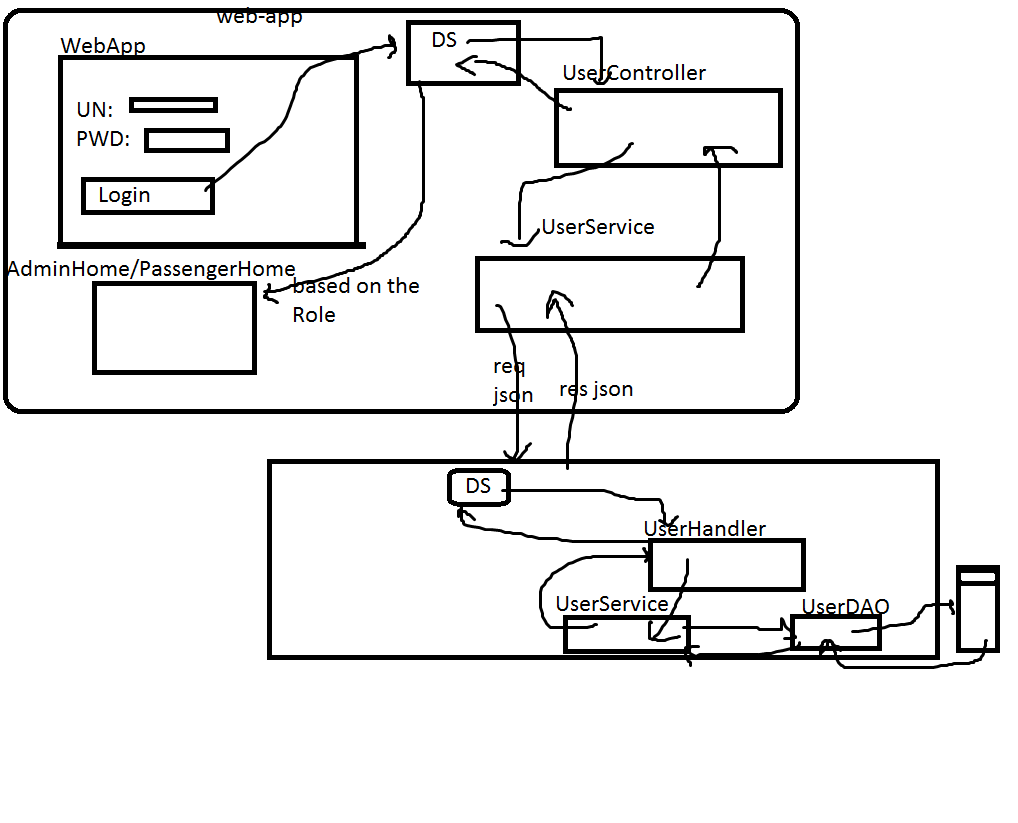 web-app
WebApp
DS
UserController
UN:
PWD:
Login
UserService
AdminHome/PassengerHome
based on the
Role
req
json
res json
DS
UserHandler
UserService
UserDAO